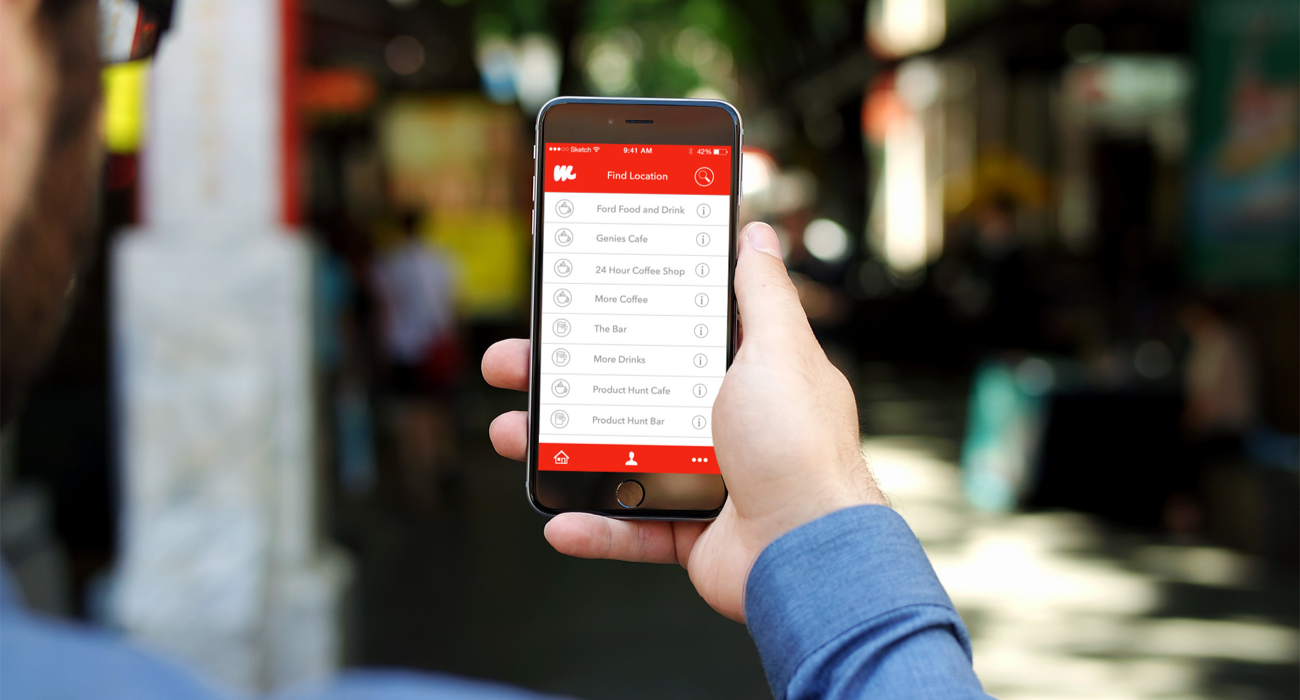 Sketch 9:41 AM 42%
Find Location
Ford Food and Drink
Genies Cafe
24 Hour Coffee Shop
More Coffee
The Bar
More Drinks
Product Hunt Cafe
Product Hunt Bar